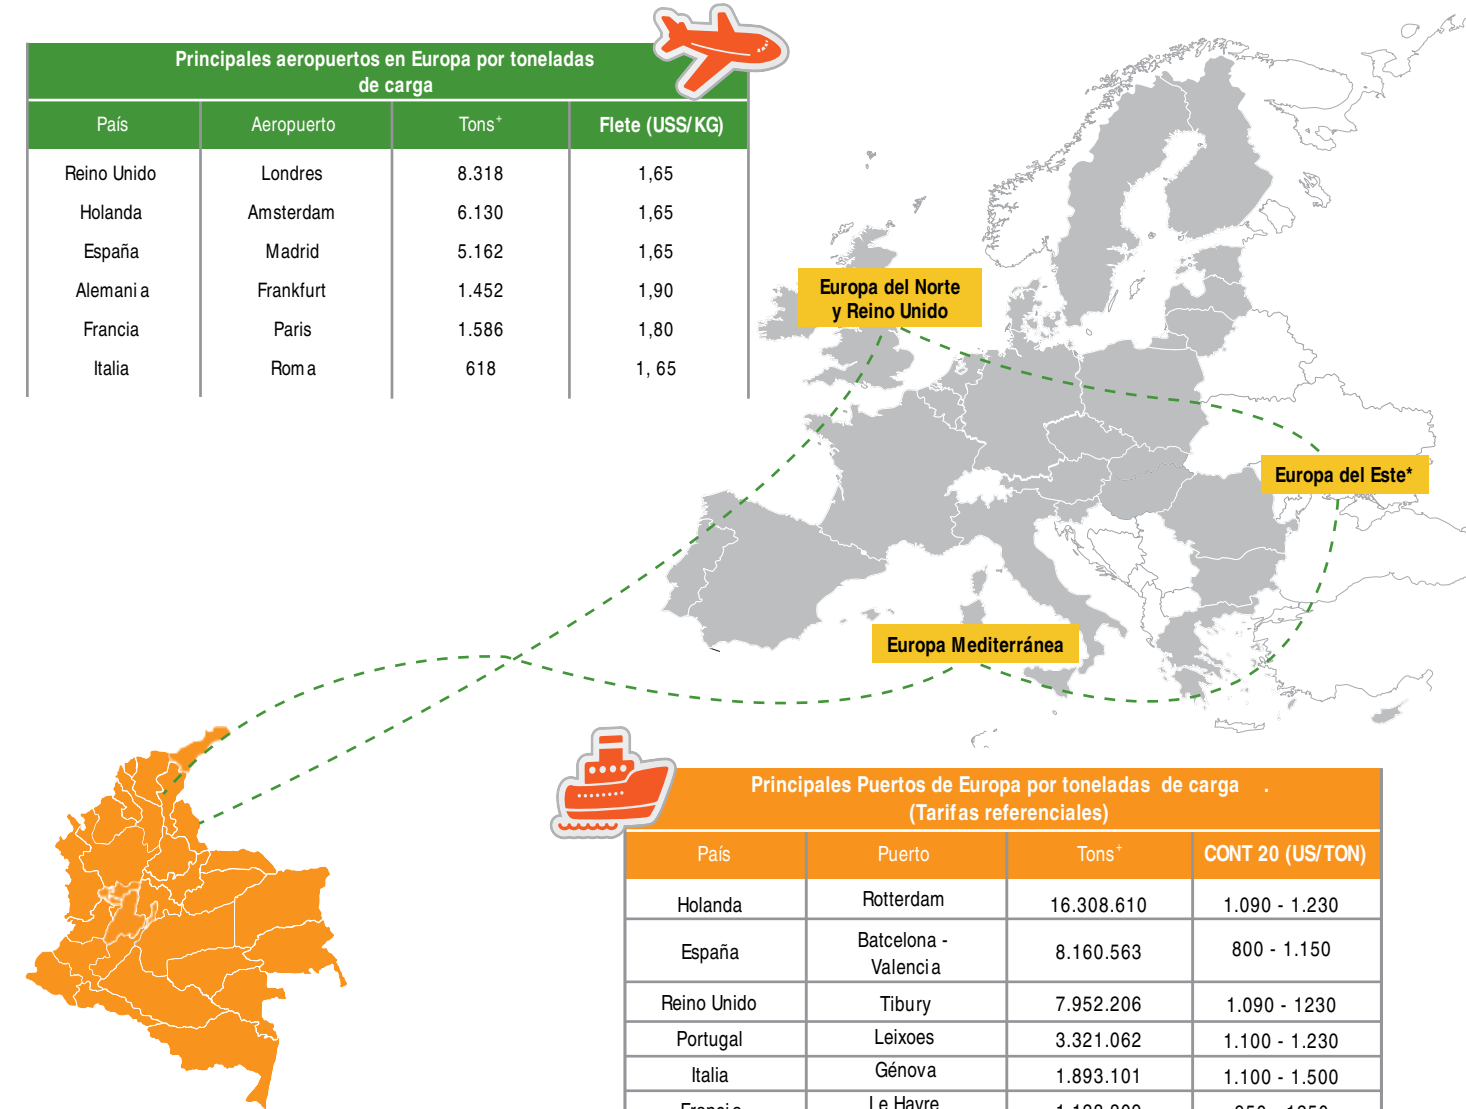 Principales aeropuertos en Europa por toneladas
de carga
País Aeropuerto Tons+ Flete (USS/KG)
Reino Unido Londres 8.318 1,65
Holanda Amsterdam 6.130 1,65
España Madrid 5.162 1,65
Alemania Frankfurt 1.452 1,90
Francia Paris 1.586 1,80
Italia Roma 618 1, 65
Europa del Norte
y Reino Unido
Europa del Este*
Europa Mediterránea
Principales Puertos de Europa por toneladas de carga .
(Tarifas referenciales)
País Puerto Tons+ CONT 20 (US/TON)
Holanda Rotterdam 16.308.610 1.090 - 1.230
España Batcelona - Valencia 8.160.563 800 - 1.150
Reino Unido Tibury 7.952.206 1.090 - 1230
Portugal Leixoes 3.321.062 1.100 - 1.230
Italia Génova 1.893.101 1.100 - 1.500
Francia Le Havre